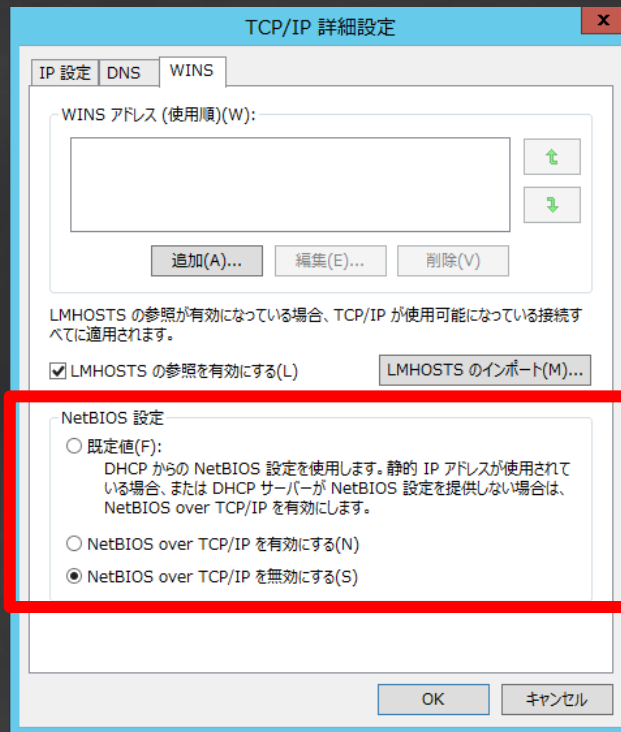 TCP/IP 詳細設定
x
IP 設定 DNS WINS
WINS アドレス (使用順)(W):
追加(A)... 編集(E)... 削除(V)
LMHOSTS の参照が有効になっている場合、TCP/IP が使用可能になっている接続す
べてに適用されます。
LMHOSTS の参照を有効にする(L) LMHOSTS のインポート(M)...
NetBIOS 設定
既定値(F):
DHCP からの NetBIOS 設定を使用します。静的 IP アドレスが使用されて
いる場合、または DHCP サーバーが NetBIOS 設定を提供しない場合は、
NetBIOS over TCP/IP を有効にします。
NetBIOS over TCP/IP を有効にする(N)
NetBIOS over TCP/IP を無効にする(S)
OK キャンセル